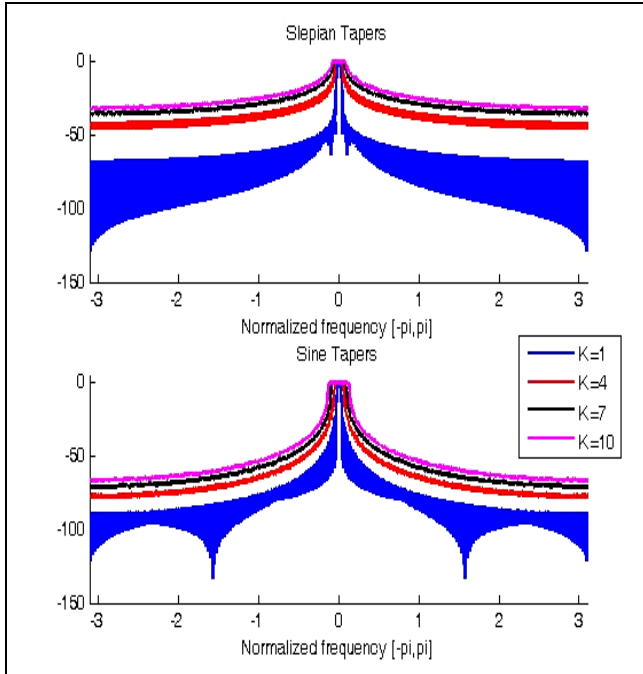 Slepian Tapers
0
-50
-100
-150
-3 -2 -1 0 1 2 3
Normalized frequency [-pi,pi]
Sine Tapers
0
-50
-100
-150
-3 -2 -1 0 1 2 3
Normalized frequency [-pi,pi]
K=1
K=4
K=7
K=10